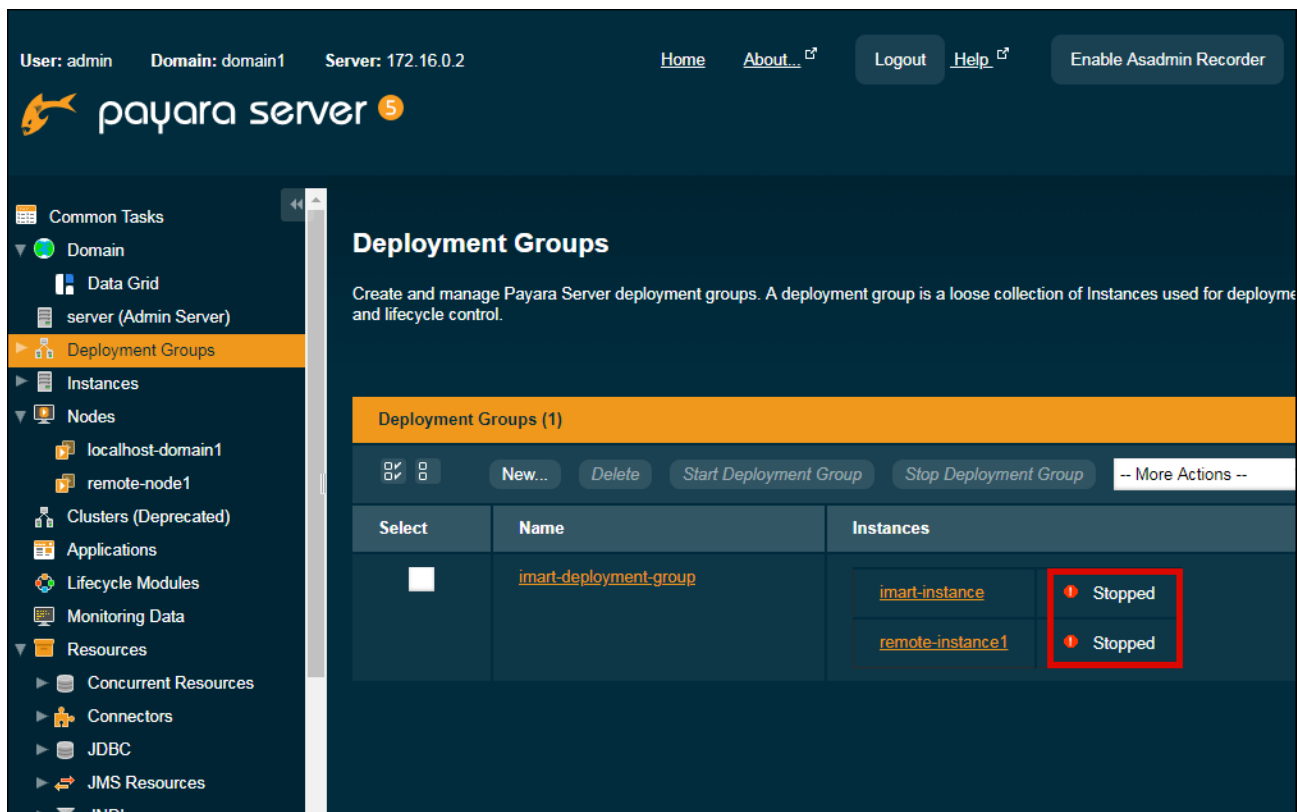 User: admin Domain: domain1 Server: 172.16.0.2 Home About... Logout Help Enable Asadmin Recorder
payara server 5
Common Tasks
Domain
Data Grid
server (Admin Server)
Deployment Groups
Instances
Nodes
localhost-domain1
remote-node1
Clusters (Deprecated)
Applications
Lifecycle Modules
Monitoring Data
Resources
Concurrent Resources
Connectors
JDBC
JMS Resources
Deployment Groups
Create and manage Payara Server deployment groups. A deployment group is a loose collection of Instances used for deployme
and lifecycle control.
Deployment Groups (1)
New... Delete Start Deployment Group Stop Deployment Group -- More Actions --
Select Name Instances
imart-deployment-group imart-instance Stopped
remote-instance1 Stopped